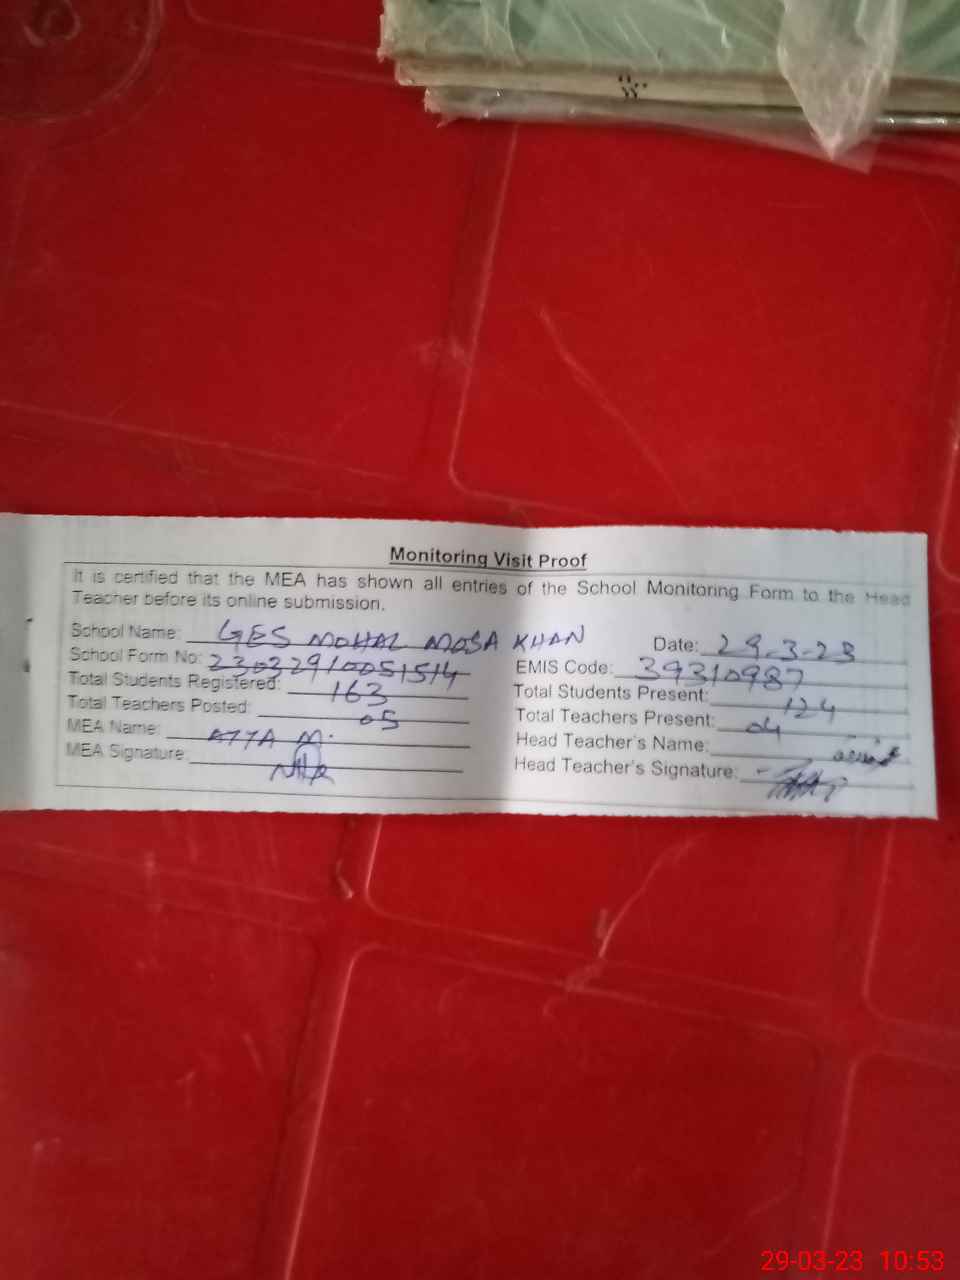 Monitoring Visit Proof
It is certified that the MEA has shown all entries of the School Monitoring Form to the Head
Teacher before its online submission.
School Name: GES MOHAL MOSA KHAN Date: 29-3-23
School Form No: 23032910051514 EMIS Code: 39310987
Total Students Registered: 163 Total Students Present: 124
Total Teachers Posted: 05 Total Teachers Present: 04
MEA Name: ATTA M. Head Teacher's Name:
MEA Signature: Head Teacher's Signature:
29-03-23 10:53